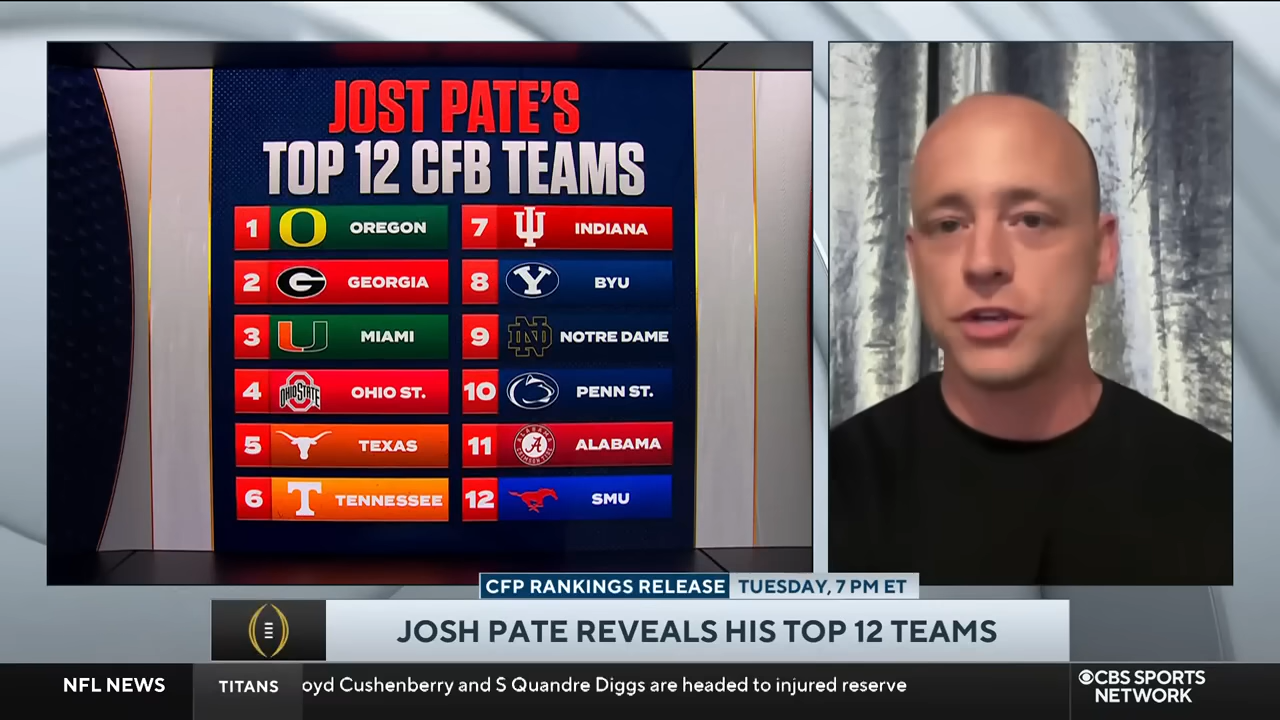 JOST PATE'S
TOP 12 CFB TEAMS
1 OREGON
2 GEORGIA
3 MIAMI
4 OHIO STATE OHIO ST.
5 TEXAS
6 T TENNESSEE
7 INDIANA
8 Y BYU
9 ND NOTRE DAME
10 PENN ST.
11 A ALABAMA
12 SMU
CFP RANKINGS RELEASE TUESDAY, 7 PM ET
JOSH PATE REVEALS HIS TOP 12 TEAMS
NFL NEWS TITANS oyd Cushenberry and S Quandre Diggs are headed to injured reserve
CBS SPORTS
NETWORK